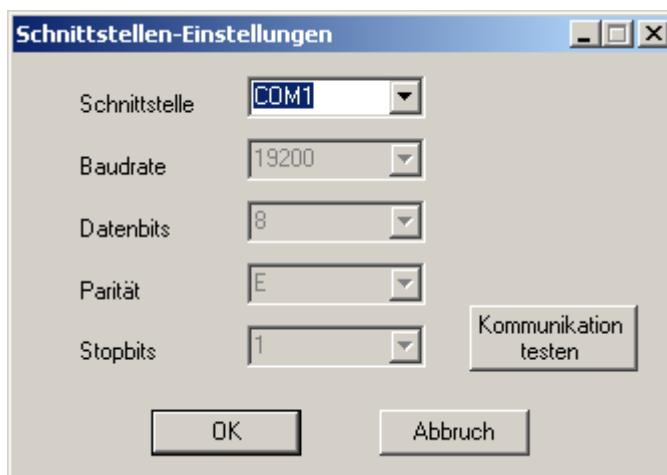 Schnittstellen-Einstellungen
Schnittstelle COM1
Baudrate 19200
Datenbits 8
Parität E
Stopbits 1
Kommunikation
testen
OK Abbruch